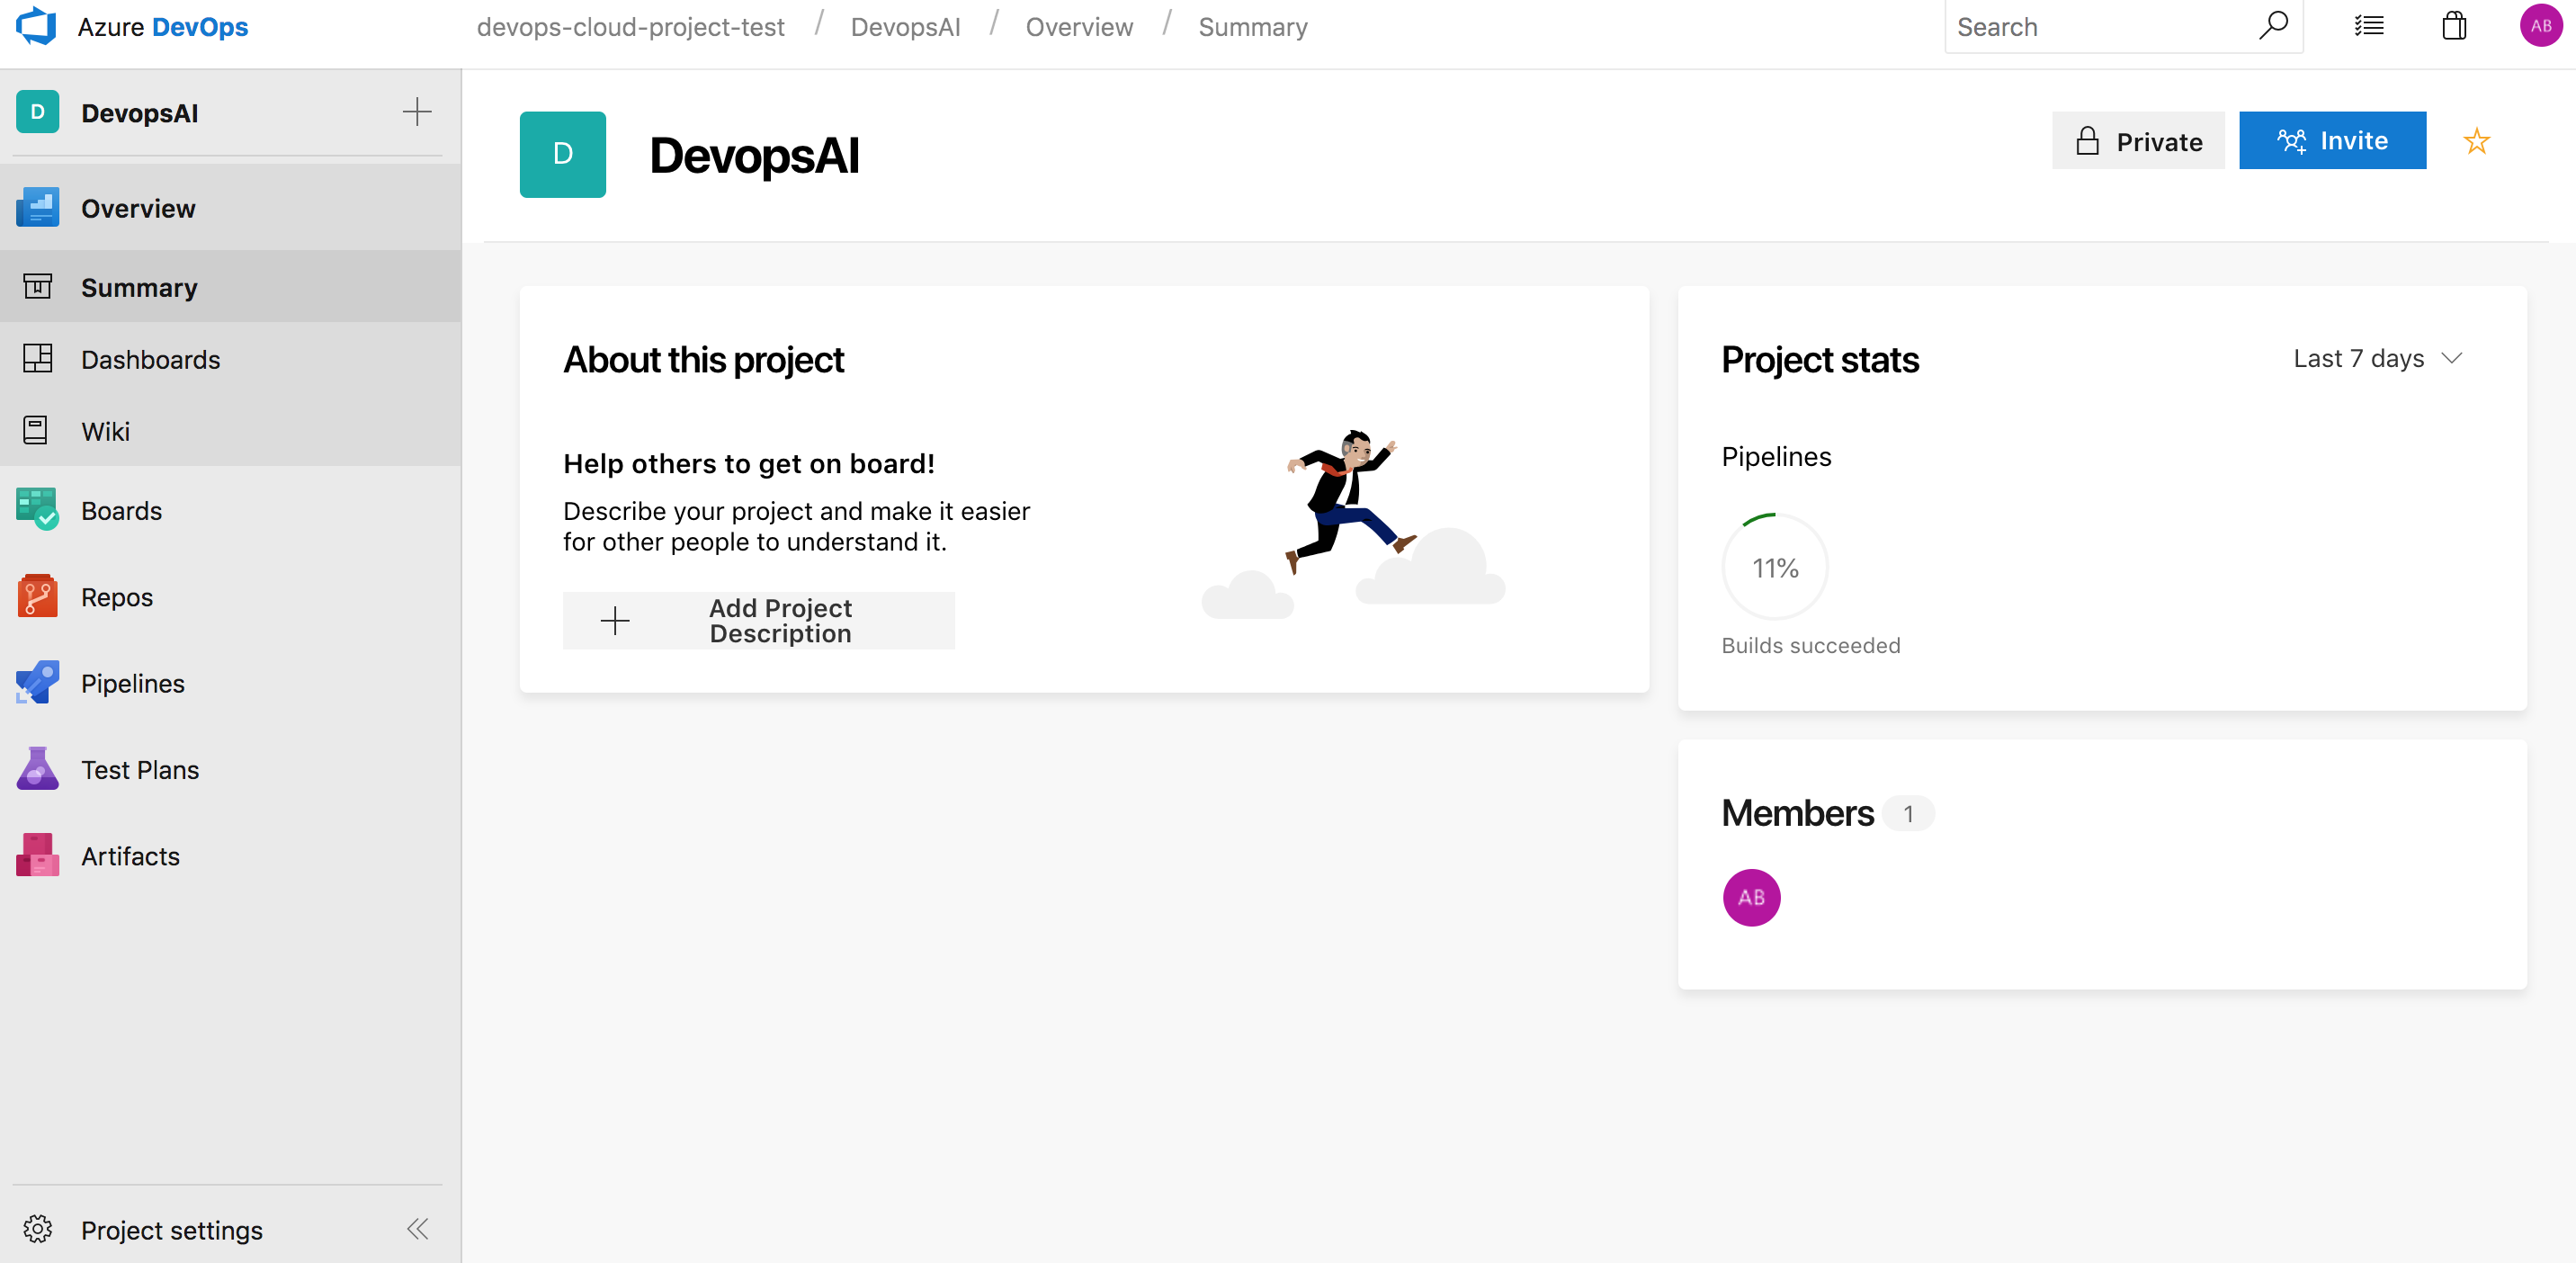 Azure DevOps
devops-cloud-project-test / DevopsAI / Overview / Summary
Search
AB
D DevopsAI
Overview
Summary
Dashboards
Wiki
Boards
Repos
Pipelines
Test Plans
Artifacts
Project settings
D
DevopsAI
Private
Invite
About this project
Help others to get on board!
Describe your project and make it easier
for other people to understand it.
Add Project
Description
Project stats
Last 7 days
Pipelines
11%
Builds succeeded
Members 1
AB